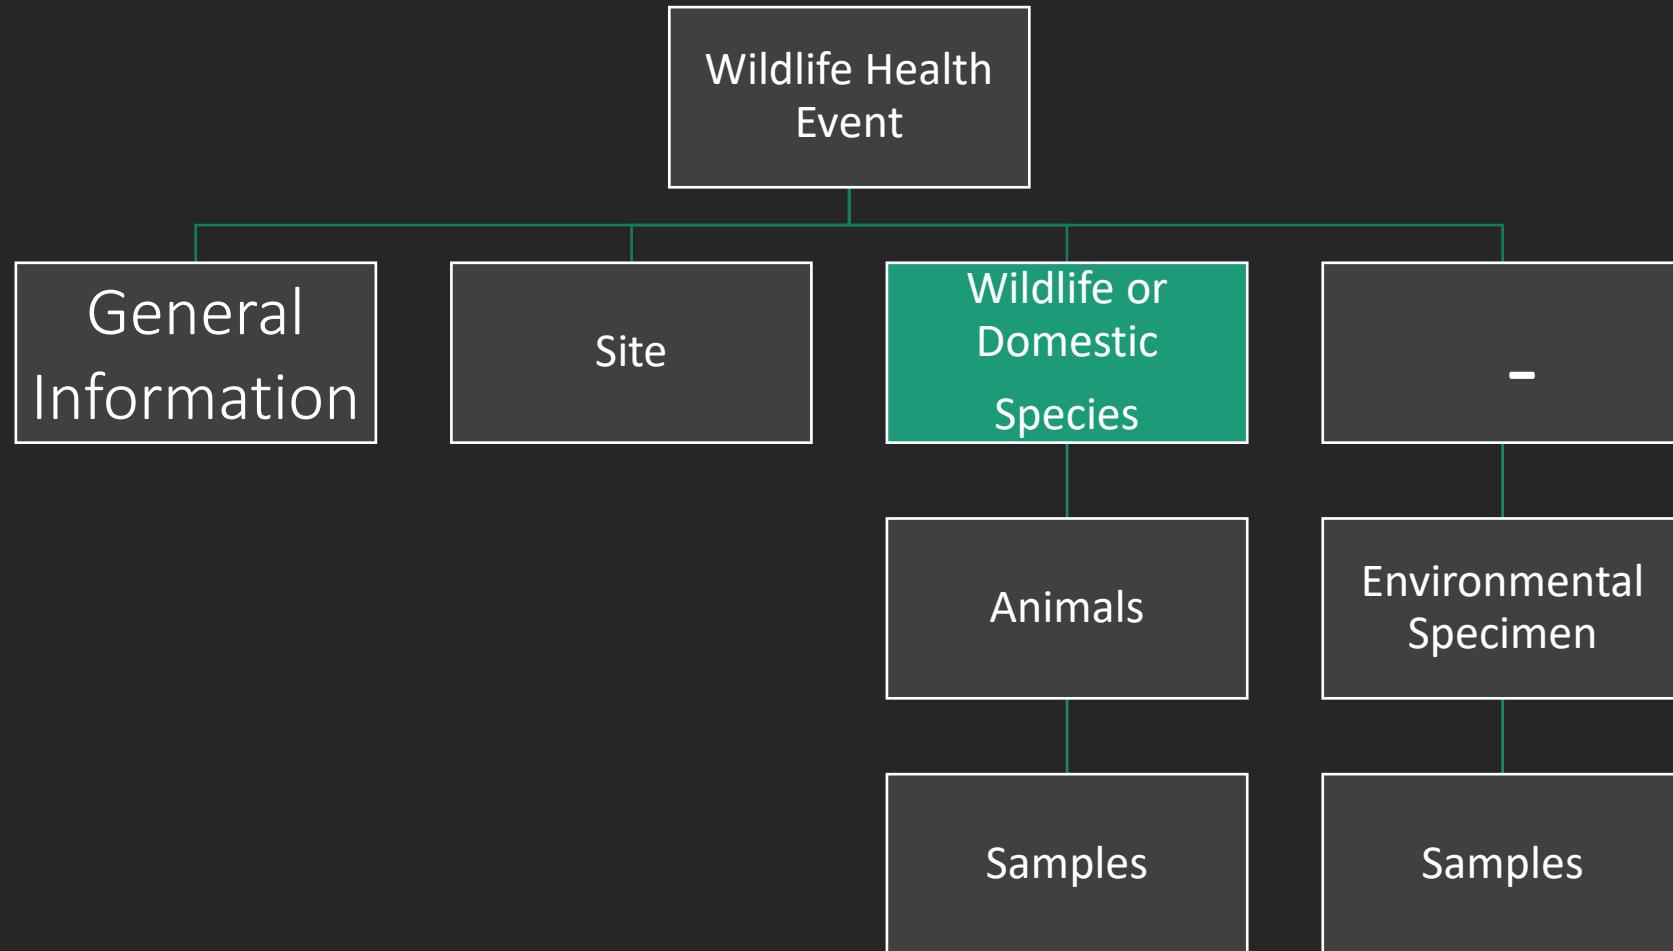 Wildlife Health
Event
General
Information
Site
Wildlife or
Domestic
Species
-
Animals
Environmental
Specimen
Samples
Samples